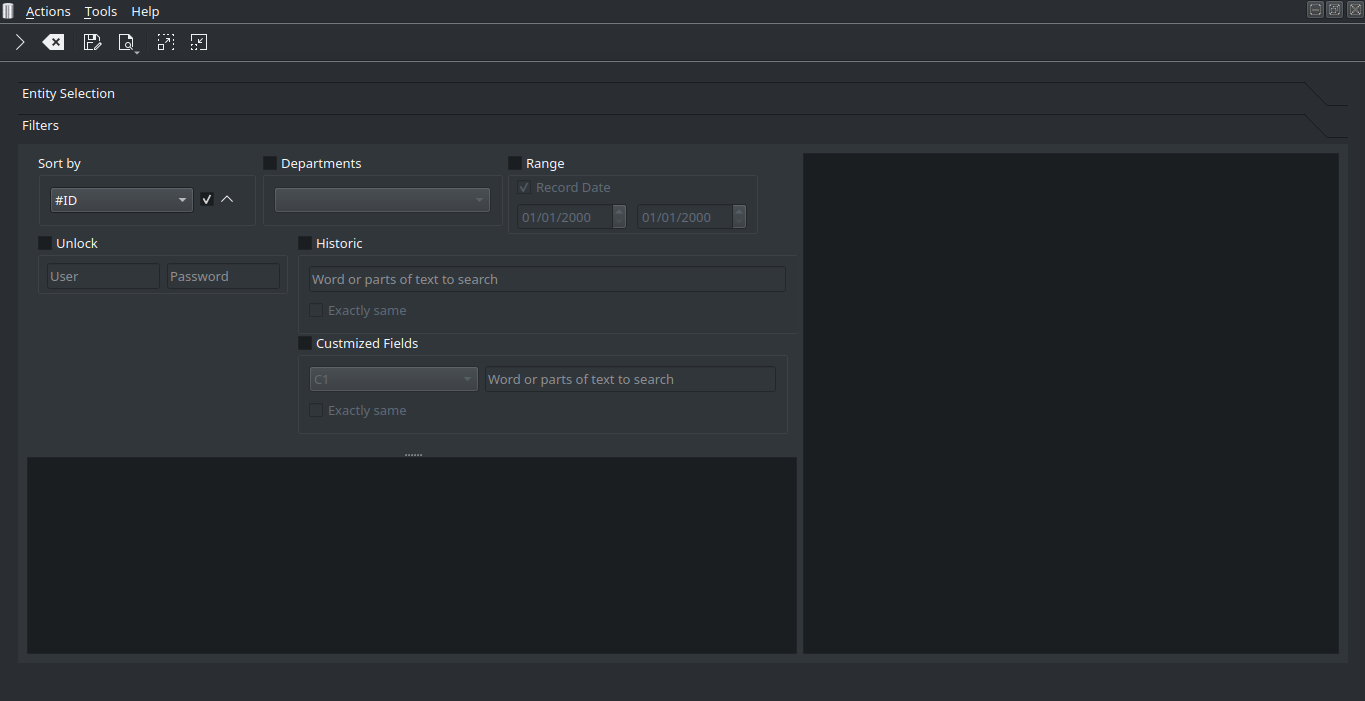 Actions Tools Help
Entity Selection
Filters
Sort by
#ID
Departments
Range
Record Date
01/01/2000 01/01/2000
Unlock
User Password
Historic
Word or parts of text to search
Exactly same
Custmized Fields
C1 Word or parts of text to search
Exactly same